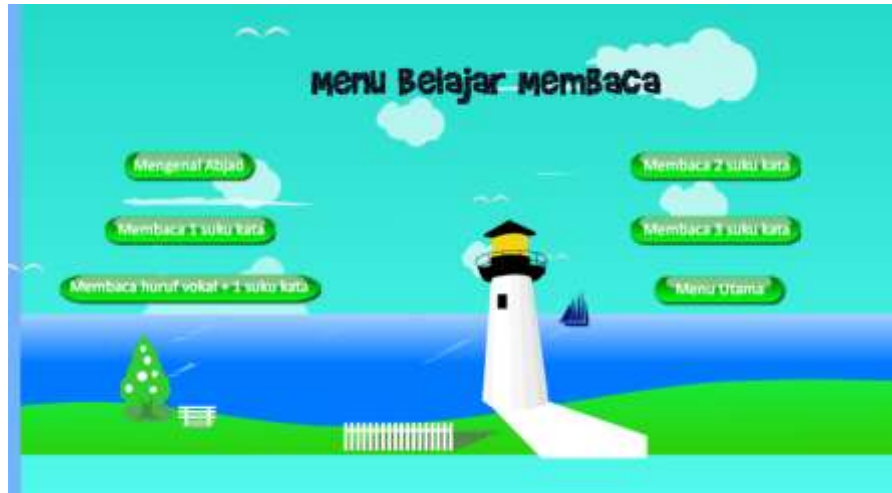 Menu Belajar Membaca
Mengenal Abjad
Membaca 1 suku kata
Membaca huruf vokal + 1 suku kata
Membaca 2 suku kata
Membaca 3 suku kata
Menu Utama